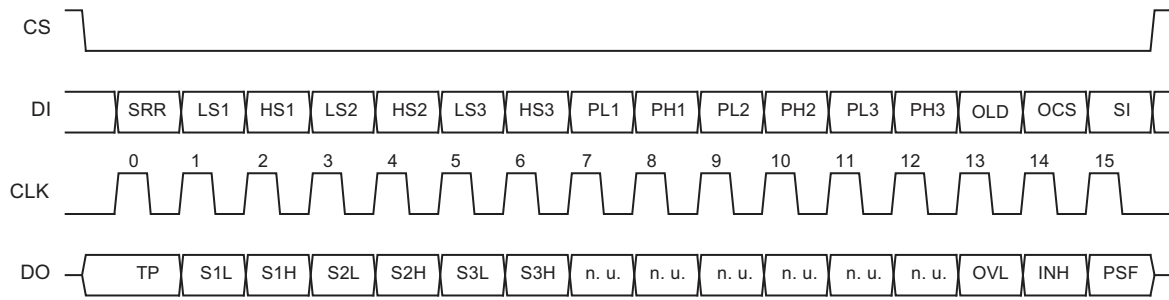 CS
DI SRR LS1 HS1 LS2 HS2 LS3 HS3 PL1 PH1 PL2 PH2 PL3 PH3 OLD OCS SI
0 1 2 3 4 5 6 7 8 9 10 11 12 13 14 15
CLK
DO TP S1L S1H S2L S2H S3L S3H n. u. n. u. n. u. n. u. n. u. n. u. OVL INH PSF